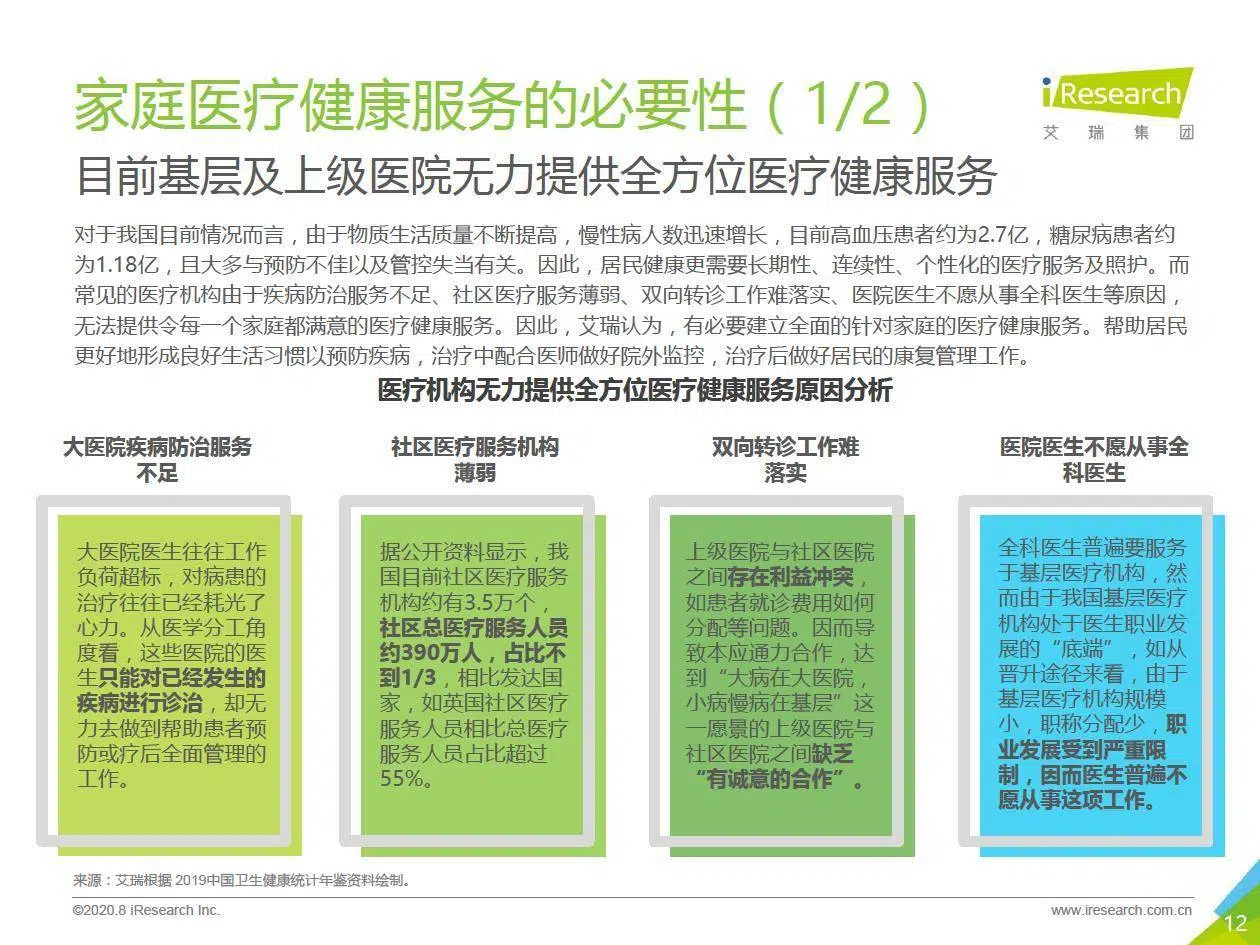 家庭医疗健康服务的必要性（1/2）
iResearch
艾 瑞 集 团
目前基层及上级医院无力提供全方位医疗健康服务
对于我国目前情况而言，由于物质生活质量不断提高，慢性病人数迅速增长，目前高血压患者约为2.7亿，糖尿病患者约
为1.18亿，且大多与预防不佳以及管控失当有关。因此，居民健康更需要长期性、连续性、个性化的医疗服务及照护。而
常见的医疗机构由于疾病防治服务不足、社区医疗服务薄弱、双向转诊工作难落实、医院医生不愿从事全科医生等原因，
无法提供令每一个家庭都满意的医疗健康服务。因此，艾瑞认为，有必要建立全面的针对家庭的医疗健康服务。帮助居民
更好地形成良好生活习惯以预防疾病，治疗中配合医师做好院外监控，治疗后做好居民的康复管理工作。
医疗机构无力提供全方位医疗健康服务原因分析
大医院疾病防治服务
不足
大医院医生往往工作
负荷超标，对病患的
治疗往往已经耗光了
心力。从医学分工角
度看，这些医院的医
生只能对已经发生的
疾病进行诊治，却无
力去做到帮助患者预
防或疗后全面管理的
工作。
社区医疗服务机构
薄弱
据公开资料显示，我
国目前社区医疗服务
机构约有3.5万个，
社区总医疗服务人员
约390万人，占比不
到1/3，相比发达国
家，如英国社区医疗
服务人员相比总医疗
服务人员占比超过
55%。
双向转诊工作难
落实
上级医院与社区医院
之间存在利益冲突，
如患者就诊费用如何
分配等问题。因而导
致本应通力合作，达
到“大病在大医院，
小病慢病在基层”这
一愿景的上级医院与
社区医院之间缺乏
“有诚意的合作”。
医院医生不愿从事全
科医生
全科医生普遍要服务
于基层医疗机构，然
而由于我国基层医疗
机构处于医生职业发
展的“底端”，如从
晋升途径来看，由于
基层医疗机构规模
小，职称分配少，职
业发展受到严重限
制，因而医生普遍不
愿从事这项工作。
来源：艾瑞根据 2019中国卫生健康统计年鉴资料绘制。
©2020.8 iResearch Inc.
www.iresearch.com.cn
12